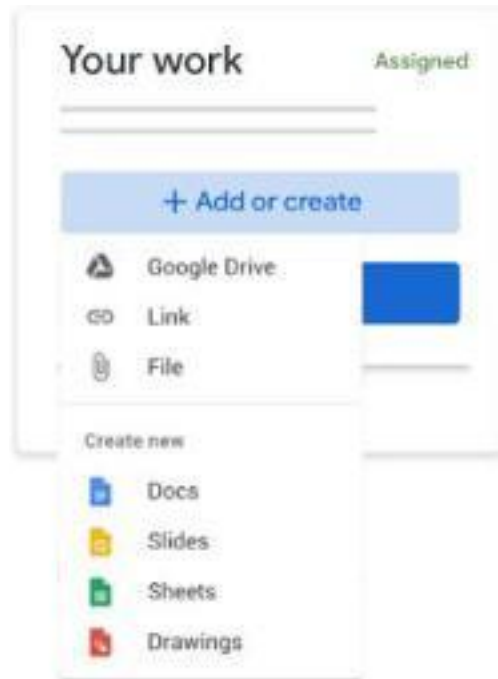 Your work
Assigned
+ Add or create
Google Drive
Link
File
Create new
Docs
Slides
Sheets
Drawings